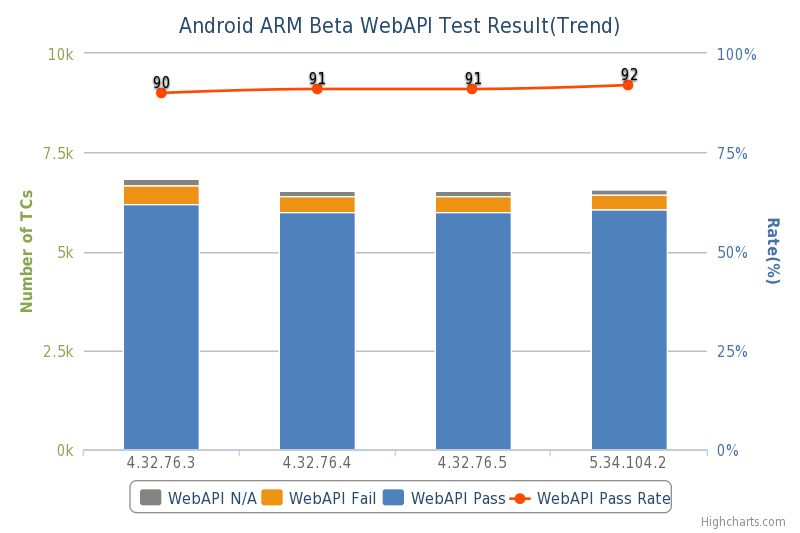 Android ARM Beta WebAPI Test Result(Trend)
10k
7.5k
5k
2.5k
0k
Number of TCs
90
91
91
92
100%
75%
50%
25%
0%
Rate(%)
4.32.76.3
4.32.76.4
4.32.76.5
5.34.104.2
WebAPI N/A WebAPI Fail WebAPI Pass WebAPI Pass Rate
Highcharts.com